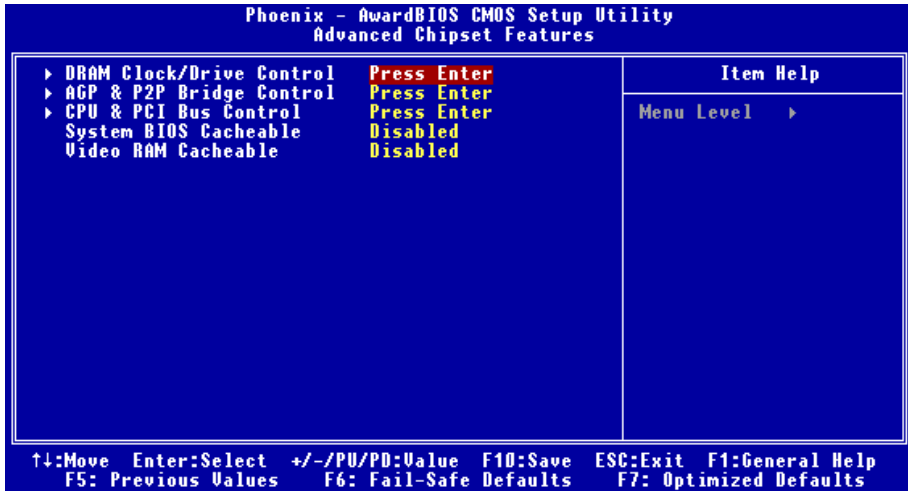 Phoenix - AwardBIOS CMOS Setup Utility
Advanced Chipset Features
▸ DRAM Clock/Drive Control Press Enter
▸ AGP & P2P Bridge Control Press Enter
▸ CPU & PCI Bus Control Press Enter
System BIOS Cacheable Disabled
Video RAM Cacheable Disabled
Item Help
Menu Level ▸
↑↓:Move Enter:Select +/-/PU/PD:Value F10:Save ESC:Exit F1:General Help
F5: Previous Values F6: Fail-Safe Defaults F7: Optimized Defaults